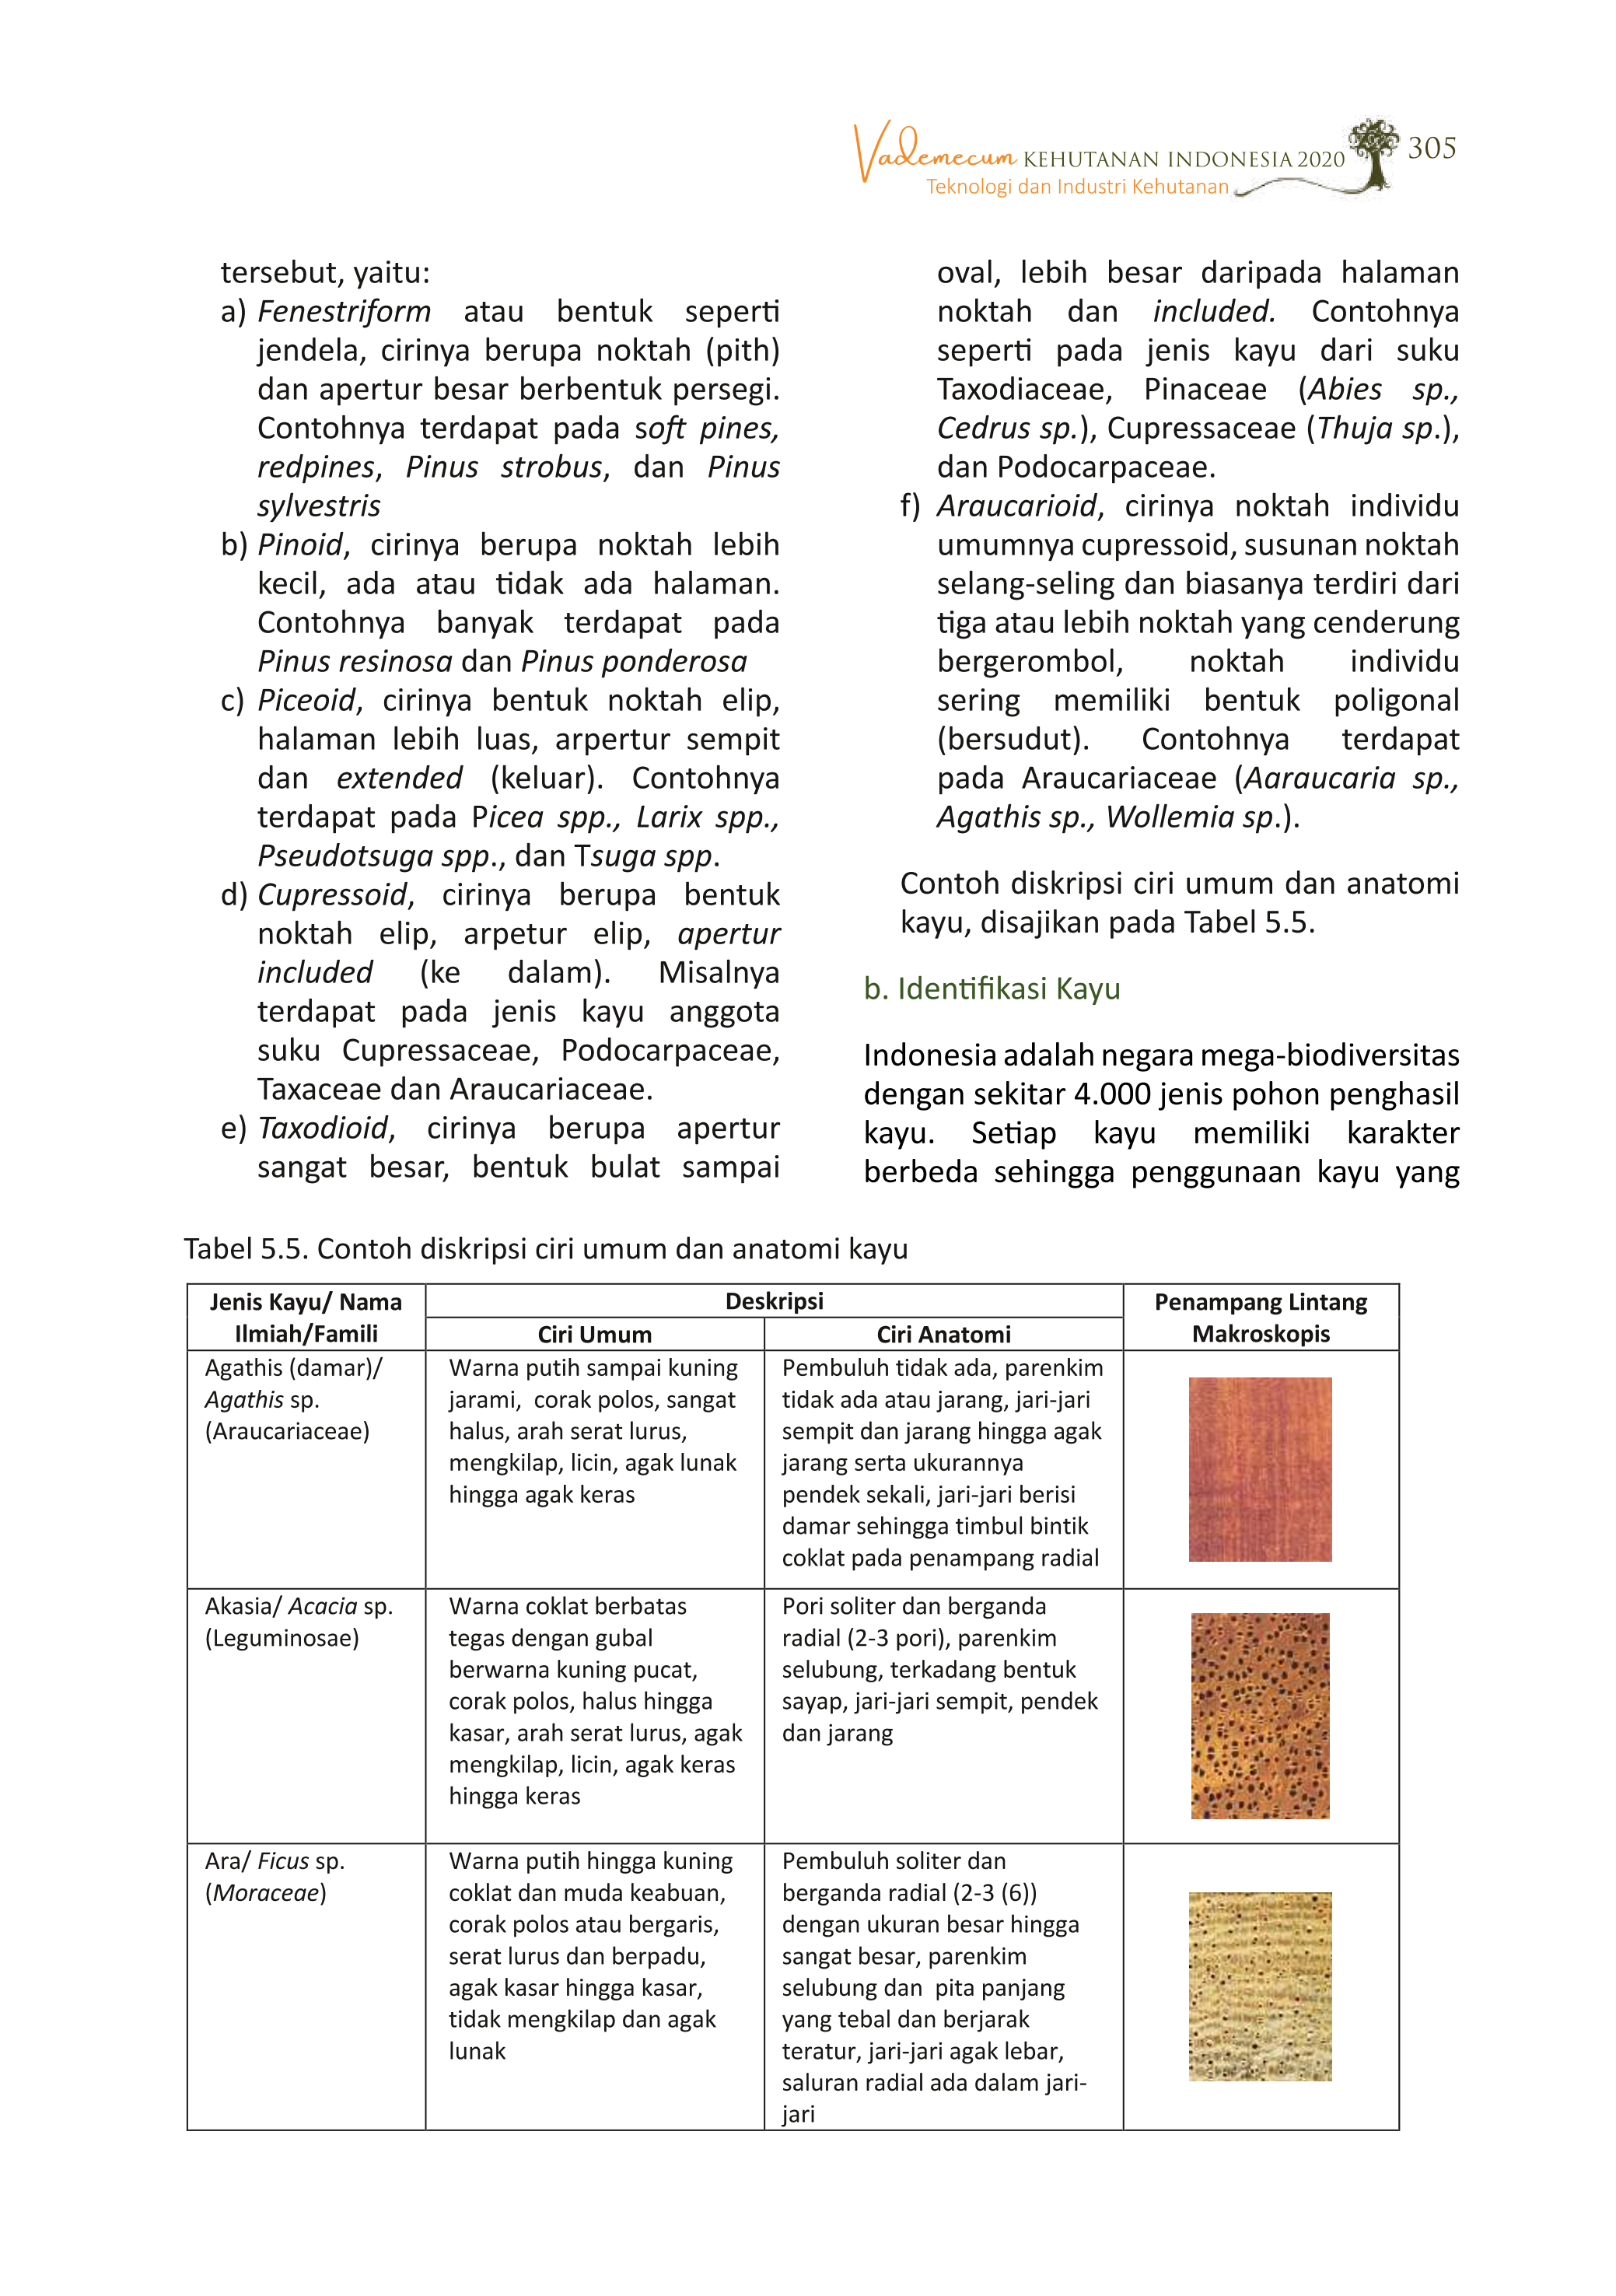 Vademecum KEHUTANAN INDONESIA 2020 305
Teknologi dan Industri Kehutanan
tersebut, yaitu:
a) Fenestriform atau bentuk seperti
jendela, cirinya berupa noktah (pith)
dan apertur besar berbentuk persegi.
Contohnya terdapat pada soft pines,
redpines, Pinus strobus, dan Pinus
sylvestris
b) Pinoid, cirinya berupa noktah lebih
kecil, ada atau tidak ada halaman.
Contohnya banyak terdapat pada
Pinus resinosa dan Pinus ponderosa
c) Piceoid, cirinya bentuk noktah elip,
halaman lebih luas, arpertur sempit
dan extended (keluar). Contohnya
terdapat pada Picea spp., Larix spp.,
Pseudotsuga spp., dan Tsuga spp.
d) Cupressoid, cirinya berupa bentuk
noktah elip, arpetur elip, apertur
included (ke dalam). Misalnya
terdapat pada jenis kayu anggota
suku Cupressaceae, Podocarpaceae,
Taxaceae dan Araucariaceae.
e) Taxodioid, cirinya berupa apertur
sangat besar, bentuk bulat sampai
oval, lebih besar daripada halaman
noktah dan included. Contohnya
seperti pada jenis kayu dari suku
Taxodiaceae, Pinaceae (Abies sp.,
Cedrus sp.), Cupressaceae (Thuja sp.),
dan Podocarpaceae.
f) Araucarioid, cirinya noktah individu
umumnya cupressoid, susunan noktah
selang-seling dan biasanya terdiri dari
tiga atau lebih noktah yang cenderung
bergerombol, noktah individu
sering memiliki bentuk poligonal
(bersudut). Contohnya terdapat
pada Araucariaceae (Aaraucaria sp.,
Agathis sp., Wollemia sp.).
Contoh diskripsi ciri umum dan anatomi
kayu, disajikan pada Tabel 5.5.
b. Identifikasi Kayu
Indonesia adalah negara mega-biodiversitas
dengan sekitar 4.000 jenis pohon penghasil
kayu. Setiap kayu memiliki karakter
berbeda sehingga penggunaan kayu yang
Tabel 5.5. Contoh diskripsi ciri umum dan anatomi kayu
Jenis Kayu/ Nama
Ilmiah/Famili
Deskripsi
Ciri Umum
Ciri Anatomi
Penampang Lintang
Makroskopis
Agathis (damar)/
Agathis sp.
(Araucariaceae)
Warna putih sampai kuning
jarami, corak polos, sangat
halus, arah serat lurus,
mengkilap, licin, agak lunak
hingga agak keras
Pembuluh tidak ada, parenkim
tidak ada atau jarang, jari-jari
sempit dan jarang hingga agak
jarang serta ukurannya
pendek sekali, jari-jari berisi
damar sehingga timbul bintik
coklat pada penampang radial
Akasia/ Acacia sp.
(Leguminosae)
Warna coklat berbatas
tegas dengan gubal
berwarna kuning pucat,
corak polos, halus hingga
kasar, arah serat lurus, agak
mengkilap, licin, agak keras
hingga keras
Pori soliter dan berganda
radial (2-3 pori), parenkim
selubung, terkadang bentuk
sayap, jari-jari sempit, pendek
dan jarang
Ara/ Ficus sp.
(Moraceae)
Warna putih hingga kuning
coklat dan muda keabuan,
corak polos atau bergaris,
serat lurus dan berpadu,
agak kasar hingga kasar,
tidak mengkilap dan agak
lunak
Pembuluh soliter dan
berganda radial (2-3 (6))
dengan ukuran besar hingga
sangat besar, parenkim
selubung dan pita panjang
yang tebal dan berjarak
teratur, jari-jari agak lebar,
saluran radial ada dalam jari-
jari